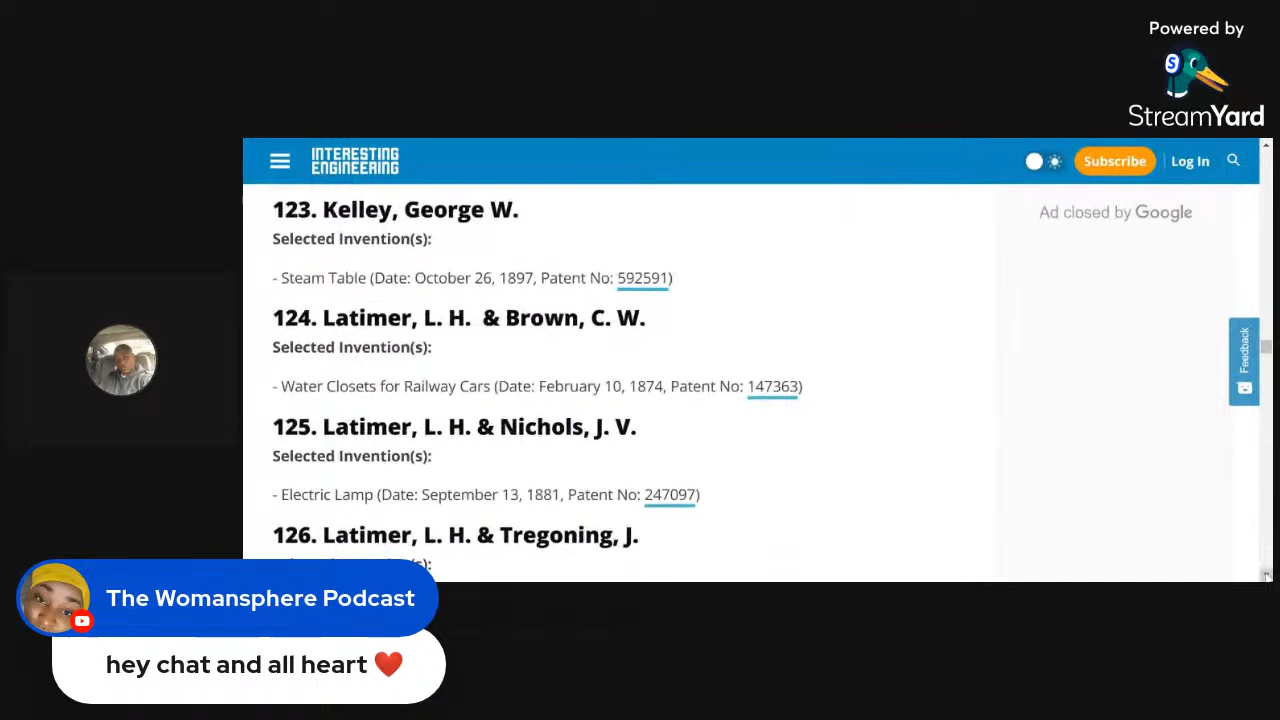 Powered by
S
StreamYard
INTERESTING
ENGINEERING
Subscribe
Log In
123. Kelley, George W.
Ad closed by Google
Selected Invention(s):
- Steam Table (Date: October 26, 1897, Patent No: 592591)
124. Latimer, L. H. & Brown, C. W.
Selected Invention(s):
Feedback
- Water Closets for Railway Cars (Date: February 10, 1874, Patent No: 147363)
125. Latimer, L. H. & Nichols, J. V.
Selected Invention(s):
- Electric Lamp (Date: September 13, 1881, Patent No: 247097)
126. Latimer, L. H. & Tregoning, J.
The Womansphere Podcast
hey chat and all heart ❤️